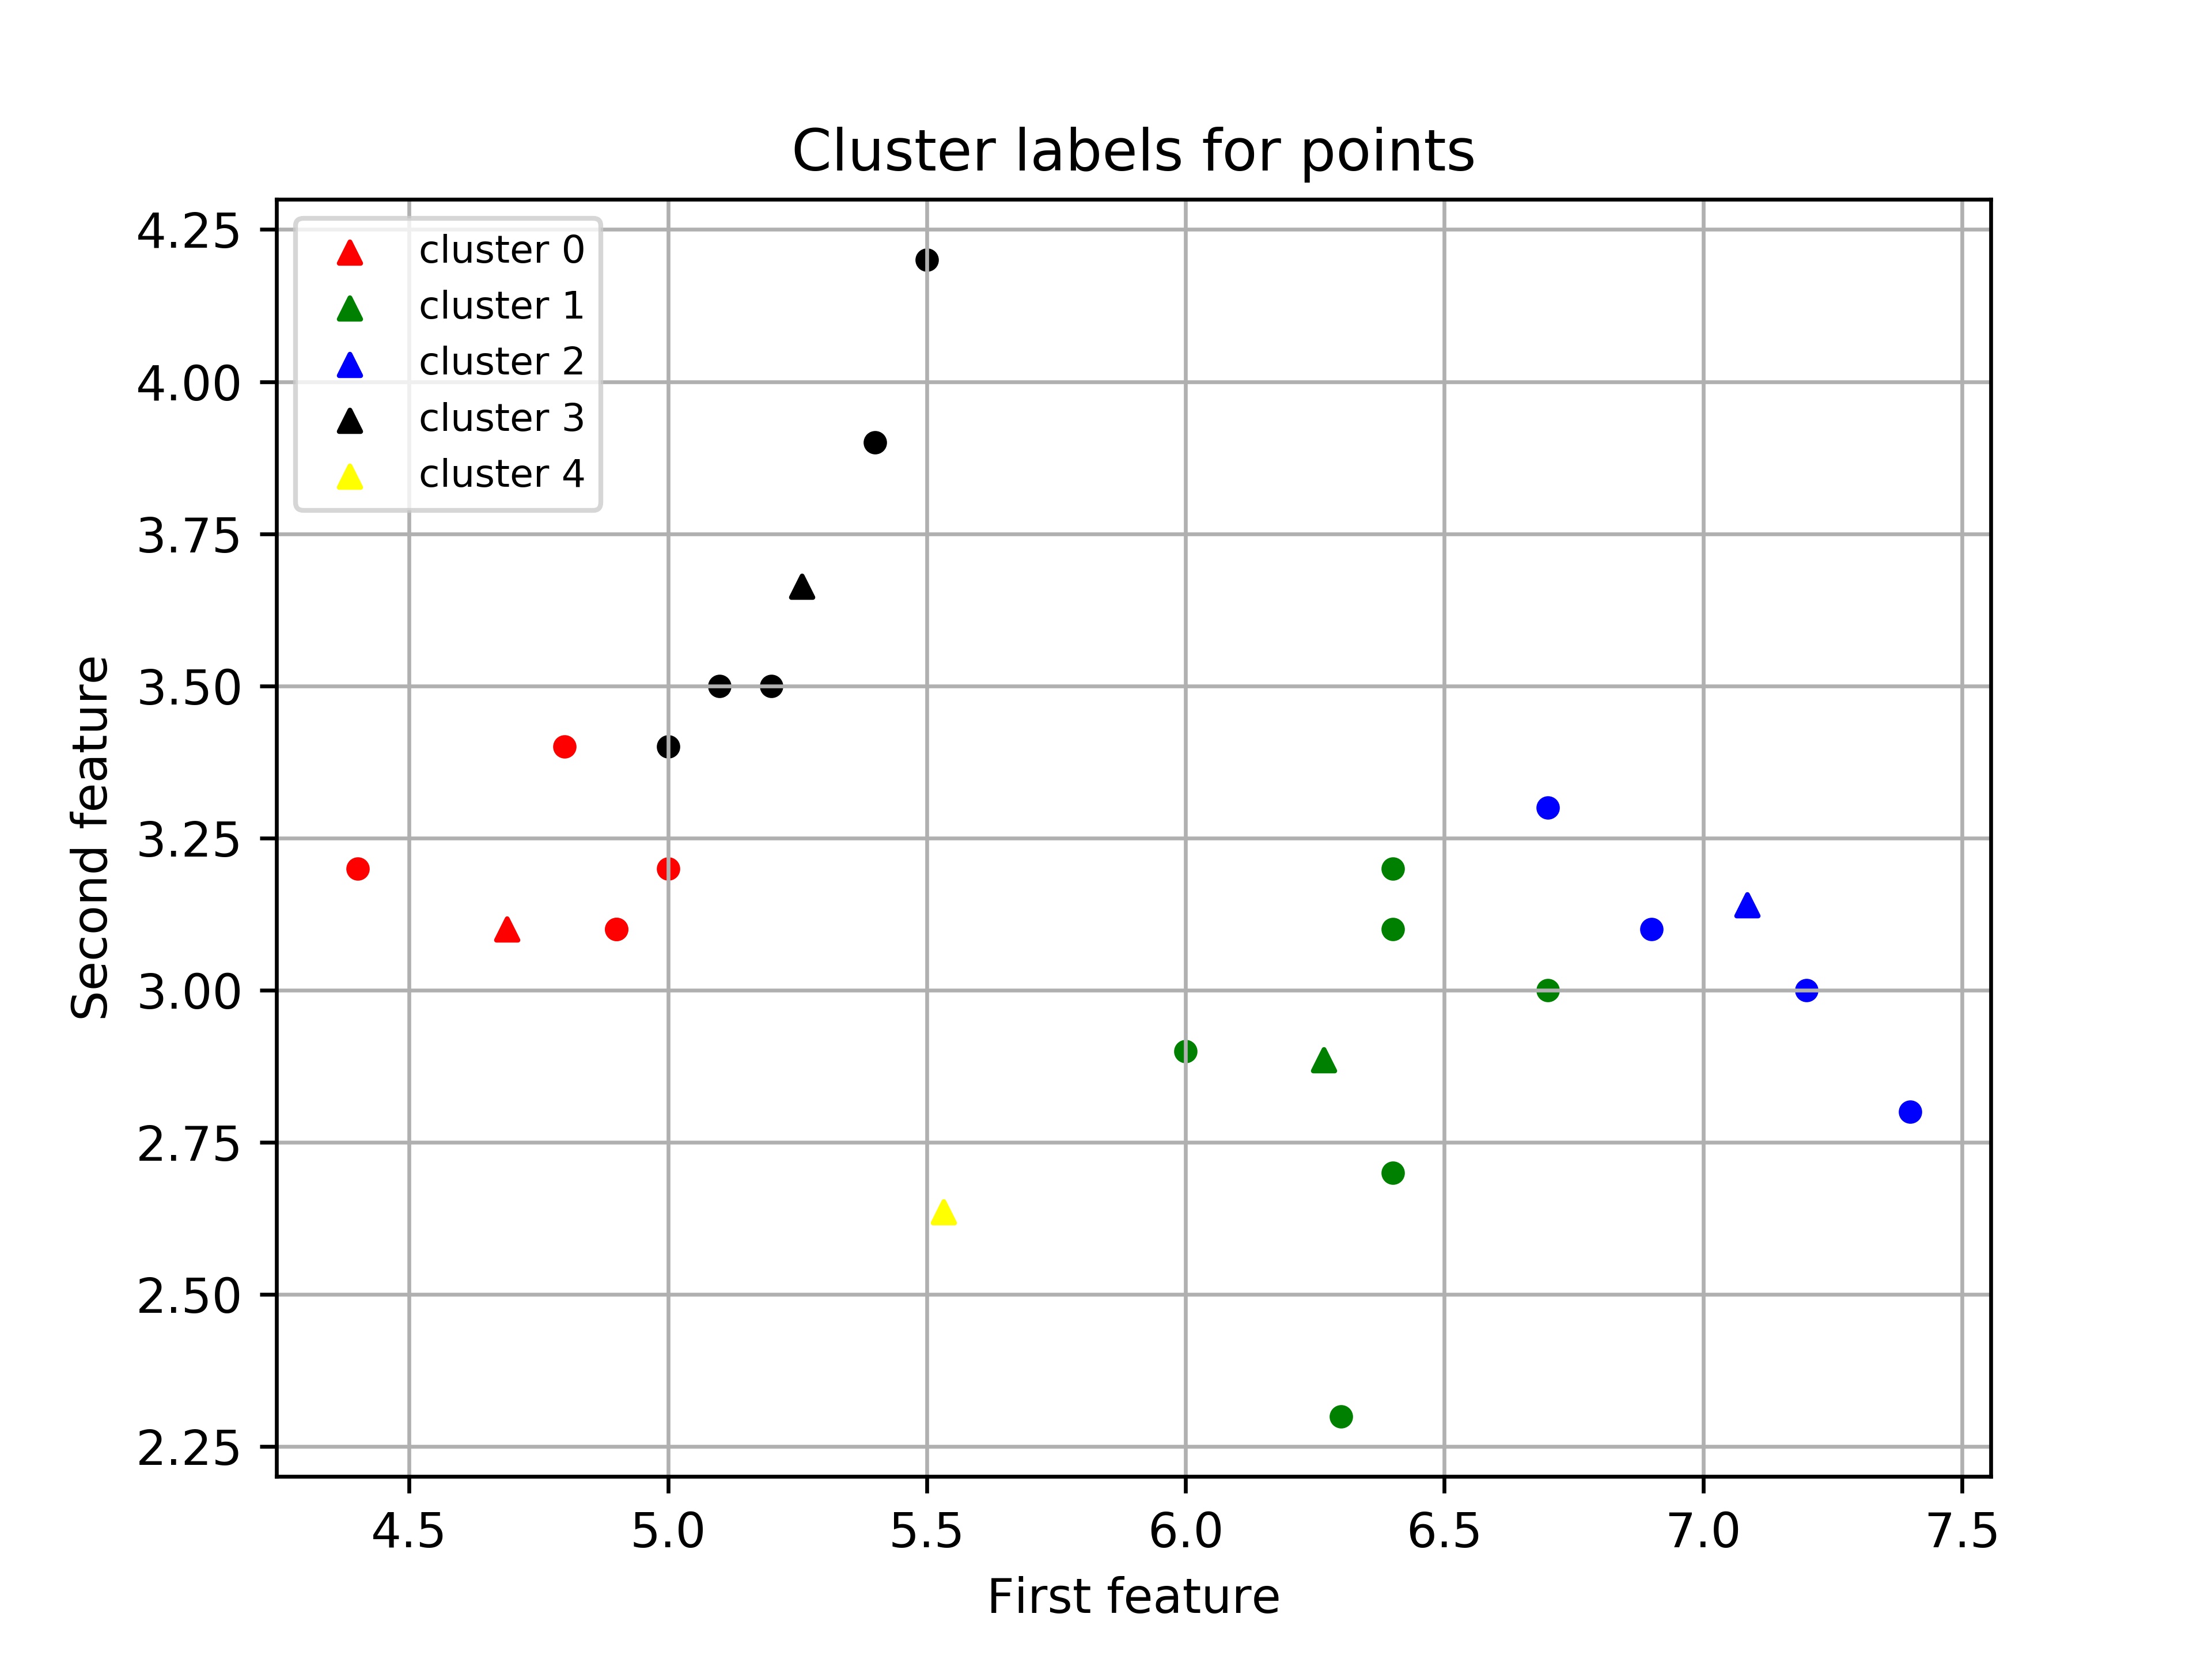 Cluster labels for points
cluster 0
cluster 1
cluster 2
cluster 3
cluster 4
Second feature
4.25
4.00
3.75
3.50
3.25
3.00
2.75
2.50
2.25
4.5 5.0 5.5 6.0 6.5 7.0 7.5
First feature